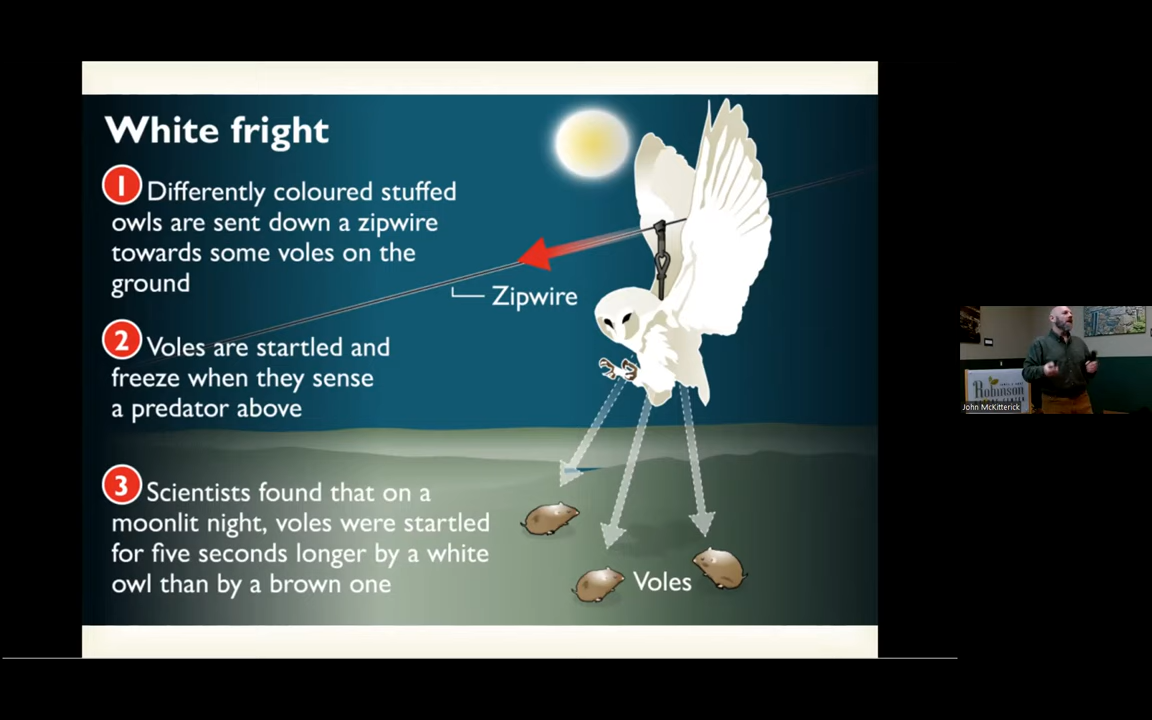 White fright
1 Differently coloured stuffed
owls are sent down a zipwire
towards some voles on the
ground
Zipwire
2 Voles are startled and
freeze when they sense
a predator above
3 Scientists found that on a
moonlit night, voles were startled
for five seconds longer by a white
owl than by a brown one
Voles
Robinson
John McKitterick